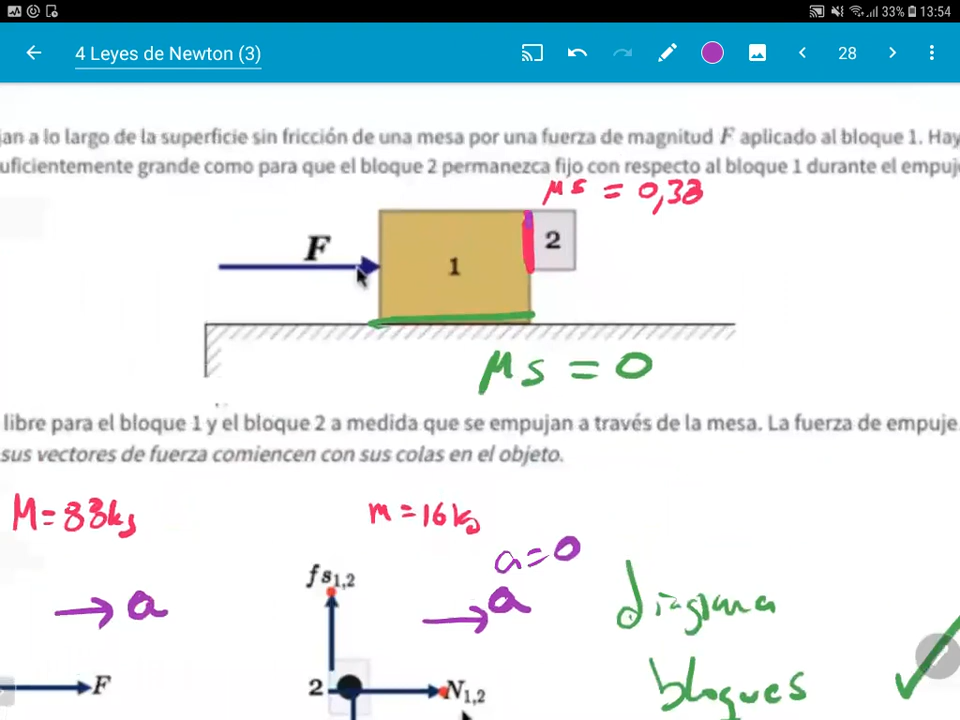 33% 13:54
4 Leyes de Newton (3)
28
jan a lo largo de la superficie sin fricción de una mesa por una fuerza de magnitud F aplicado al bloque 1. Hay
suficientemente grande como para que el bloque 2 permanezca fijo con respecto al bloque 1 durante el empuje
μs = 0,38
F
1
2
μs = 0
libre para el bloque 1 y el bloque 2 a medida que se empujan a través de la mesa. La fuerza de empuje
sus vectores de fuerza comiencen con sus colas en el objeto.
M=88kg
m=16kg
a=0
fs1,2
→ a
→ a
diagrama
F
2
N1,2
bloques